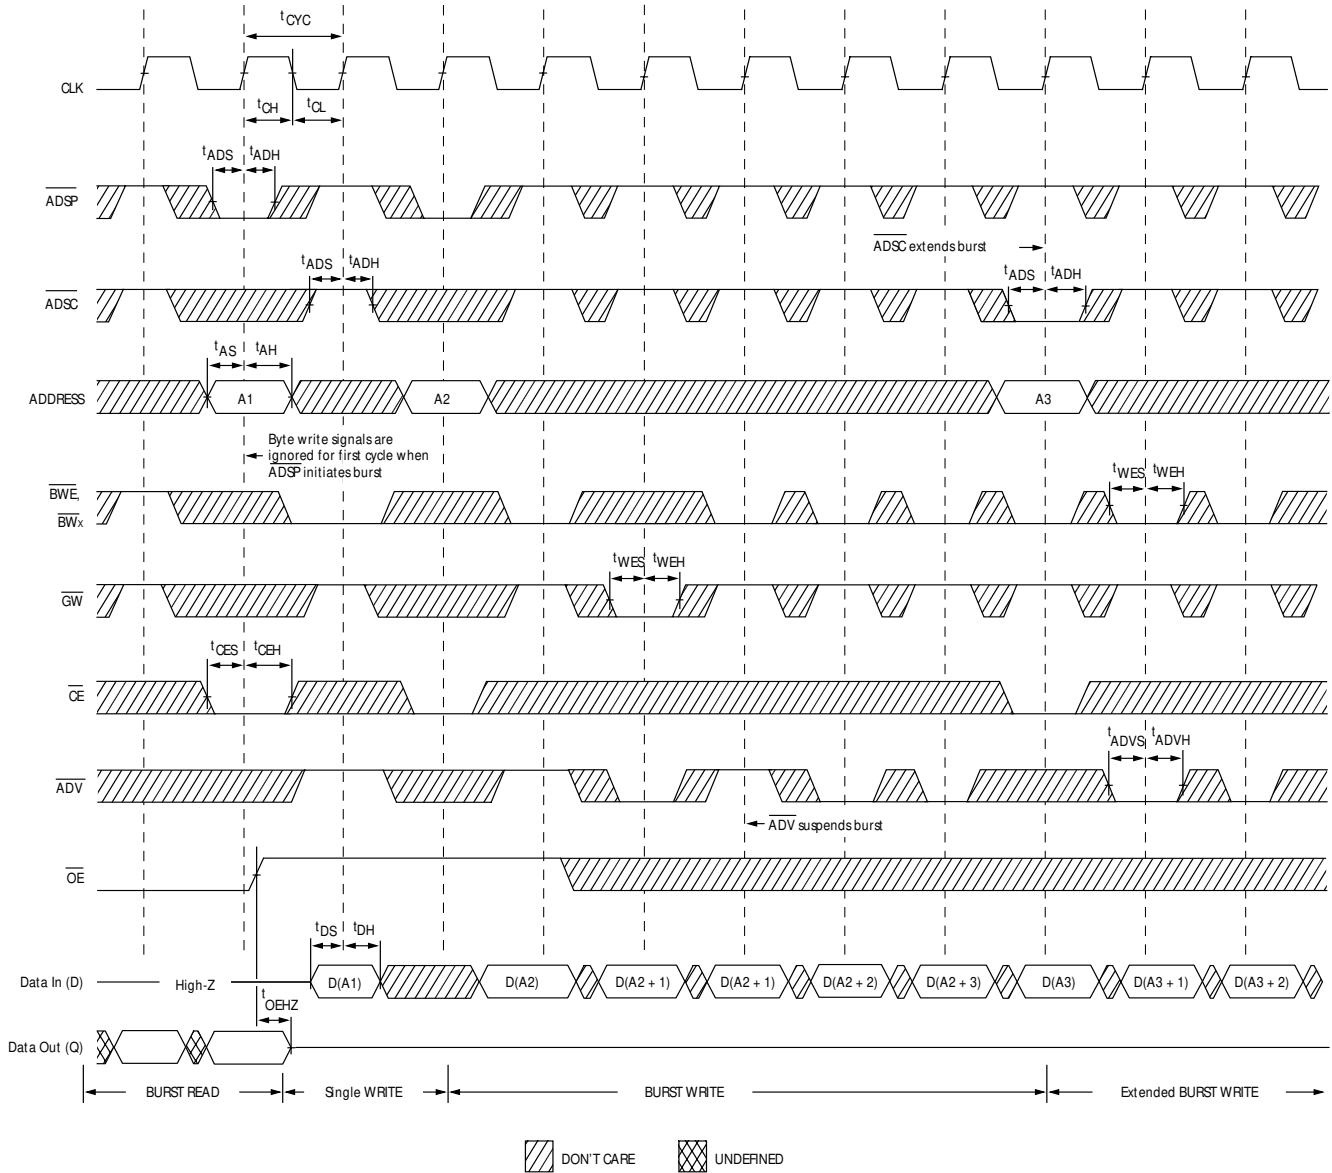 tCYC
CLK
tCH tCL
tADS tADH
ADSP
ADSC extends burst
tADS tADH tADS tADH
ADSC
tAS tAH
ADDRESS A1 A2 A3
Byte write signals are
ignored for first cycle when
ADSP initiates burst
tWES tWEH
BWE,
BWX
tWES tWEH
GW
tCES tCEH
CE
tADVS tADVH
ADV
ADV suspends burst
OE
tDS tDH
Data In (D) High-Z D(A1) D(A2) D(A2 + 1) D(A2 + 1) D(A2 + 2) D(A2 + 3) D(A3) D(A3 + 1) D(A3 + 2)
tOEHZ
Data Out (Q)
BURST READ Single WRITE BURST WRITE Extended BURST WRITE
DON'T CARE UNDEFINED